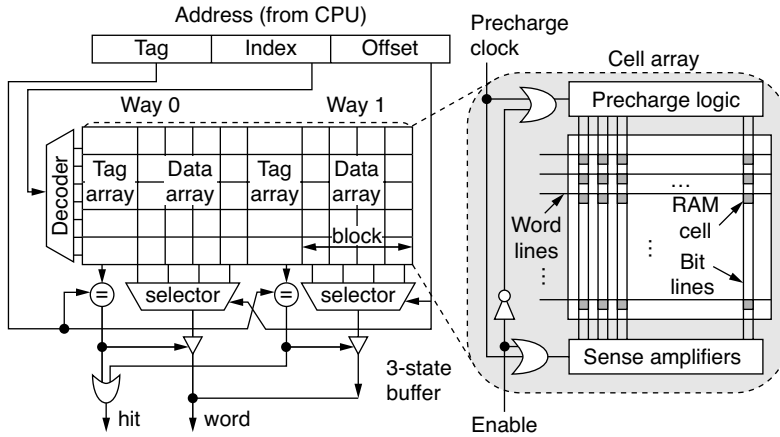 Address (from CPU)
Tag
Index
Offset
Way 0
Way 1
Decoder
Tag
array
Data
array
Tag
array
Data
array
block
=
selector
=
selector
3-state
buffer
hit
word
Precharge
clock
Cell array
Precharge logic
...
Word
lines
RAM
cell
...
...
Bit
lines
Sense amplifiers
Enable